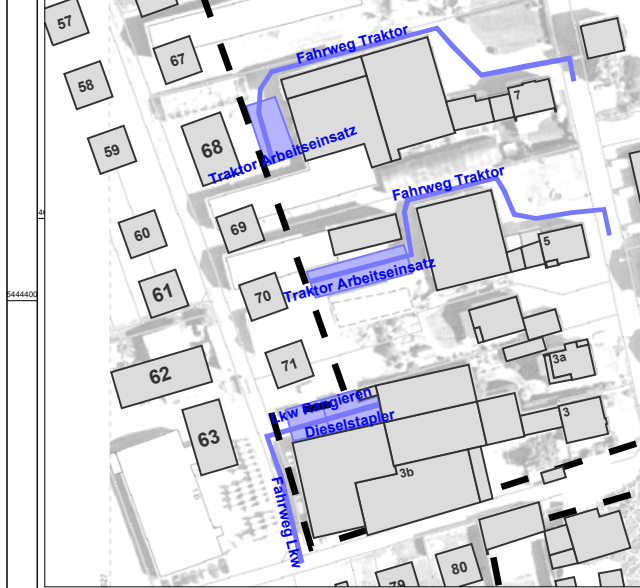 57
67
Fahrweg Traktor
58
7
68
59
Traktor Arbeitseinsatz
Fahrweg Traktor
69
60
5
Traktor Arbeitseinsatz
61
70
5444400
71
3a
62
Lkw Rangieren
Dieselstapler
3
63
3b
Fahrweg Lkw
80
79